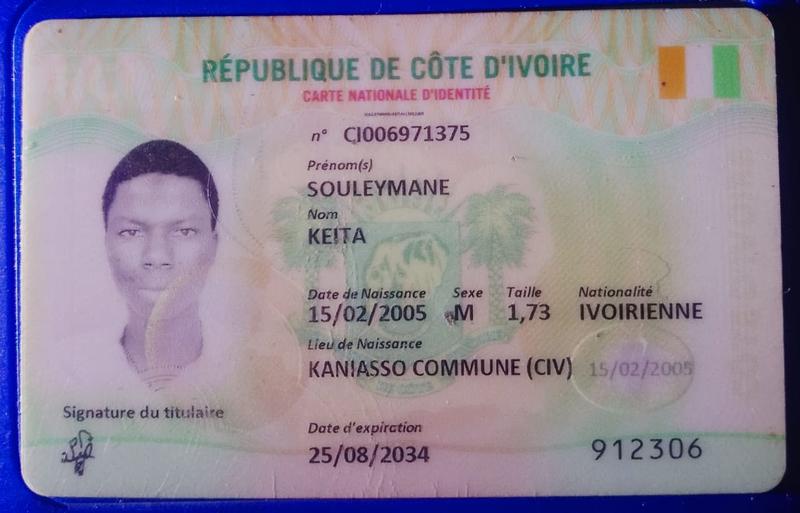 RÉPUBLIQUE DE CÔTE D'IVOIRE
CARTE NATIONALE D'IDENTITÉ
n° CI006971375
Prénom(s)
SOULEYMANE
Nom
KEITA
Date de Naissance Sexe Taille Nationalité
15/02/2005 M 1,73 IVOIRIENNE
Lieu de Naissance
KANIASSO COMMUNE (CIV) 15/02/2005
Signature du titulaire
Date d'expiration
25/08/2034 912306